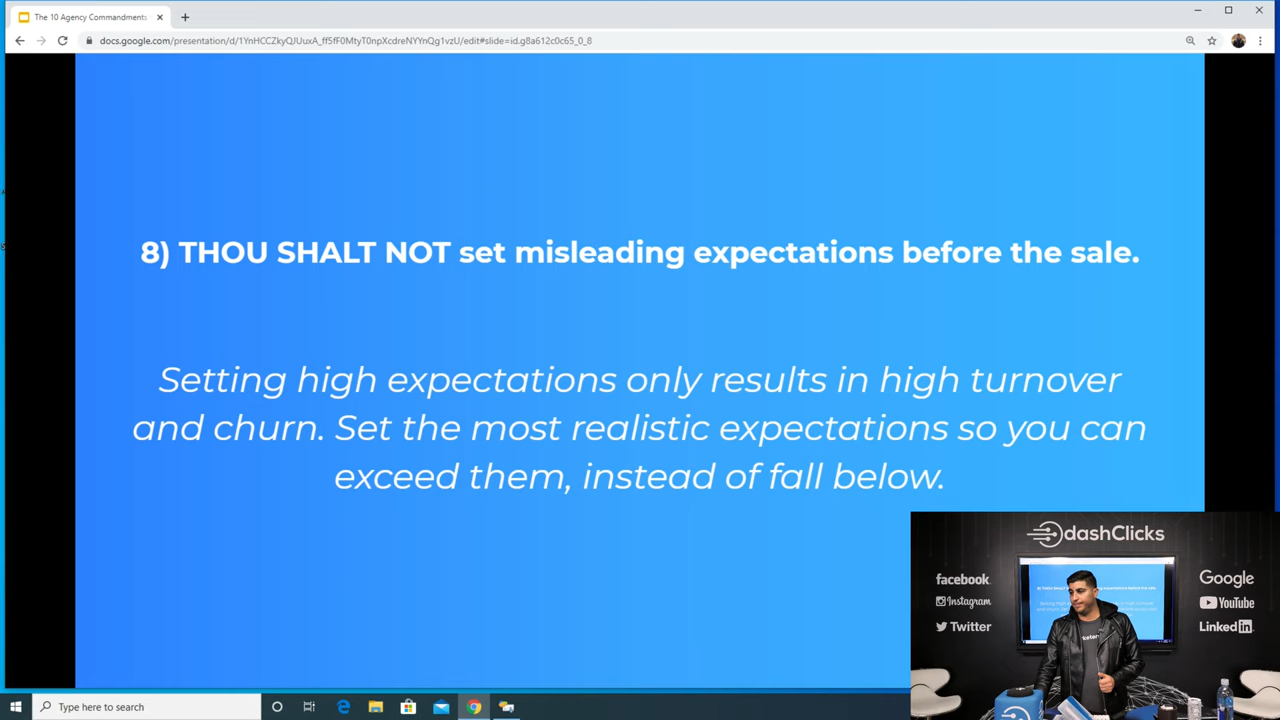 The 10 Agency Commandments
docs.google.com/presentation/d/1YnHCCZkyQJUuxA_ff5fF0MtyT0npXcdreNYYnQg1vzU/edit#slide=id.g8a612c0c65_0_8
8) THOU SHALT NOT set misleading expectations before the sale.
Setting high expectations only results in high turnover
and churn. Set the most realistic expectations so you can
exceed them, instead of fall below.
dashClicks
facebook.
Instagram
Twitter
Google
YouTube
Linked in
Type here to search